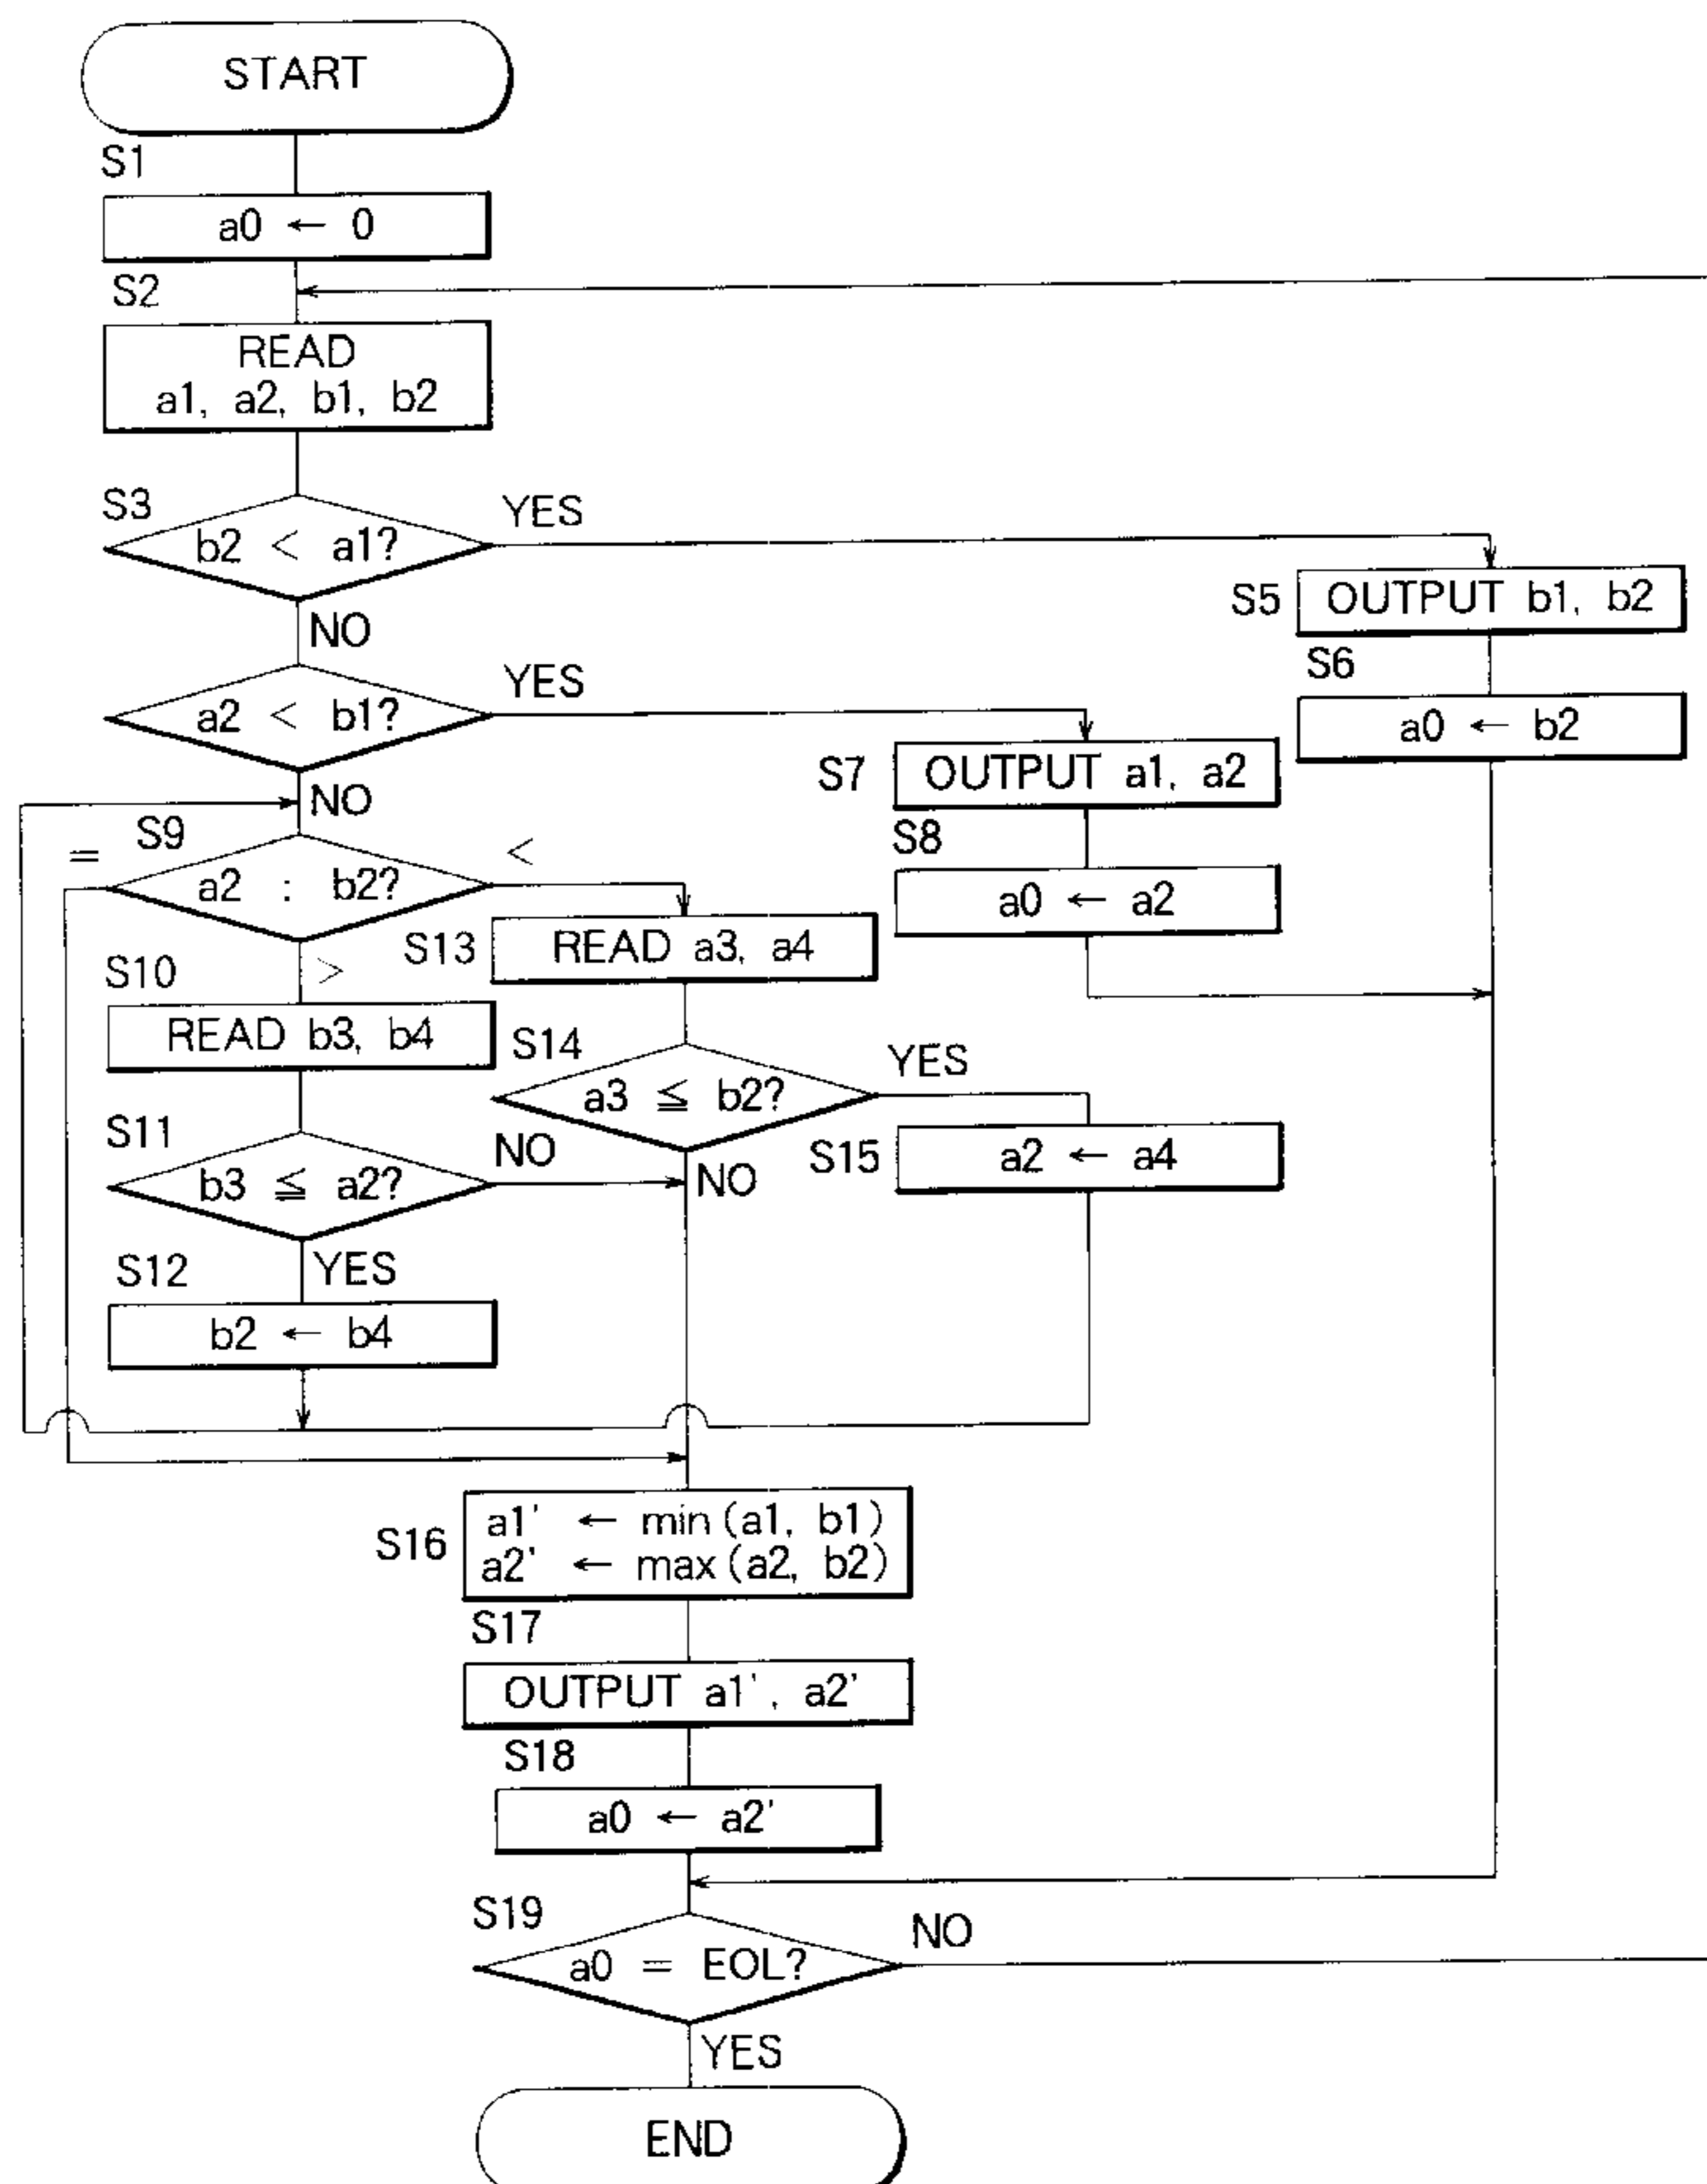 START
S1
a0 ← 0
S2
READ
a1, a2, b1, b2
S3
b2 < a1?
YES
NO
S5
OUTPUT b1, b2
S6
a0 ← b2
a2 < b1?
YES
NO
S7
OUTPUT a1, a2
S8
a0 ← a2
S9
=
a2 : b2?
<
>
S13
READ a3, a4
S10
READ b3, b4
S14
a3 ≦ b2?
YES
NO
S15
a2 ← a4
S11
b3 ≦ a2?
NO
YES
S12
b2 ← b4
S16
a1' ← min (a1, b1)
a2' ← max (a2, b2)
S17
OUTPUT a1', a2'
S18
a0 ← a2'
S19
a0 = EOL?
NO
YES
END